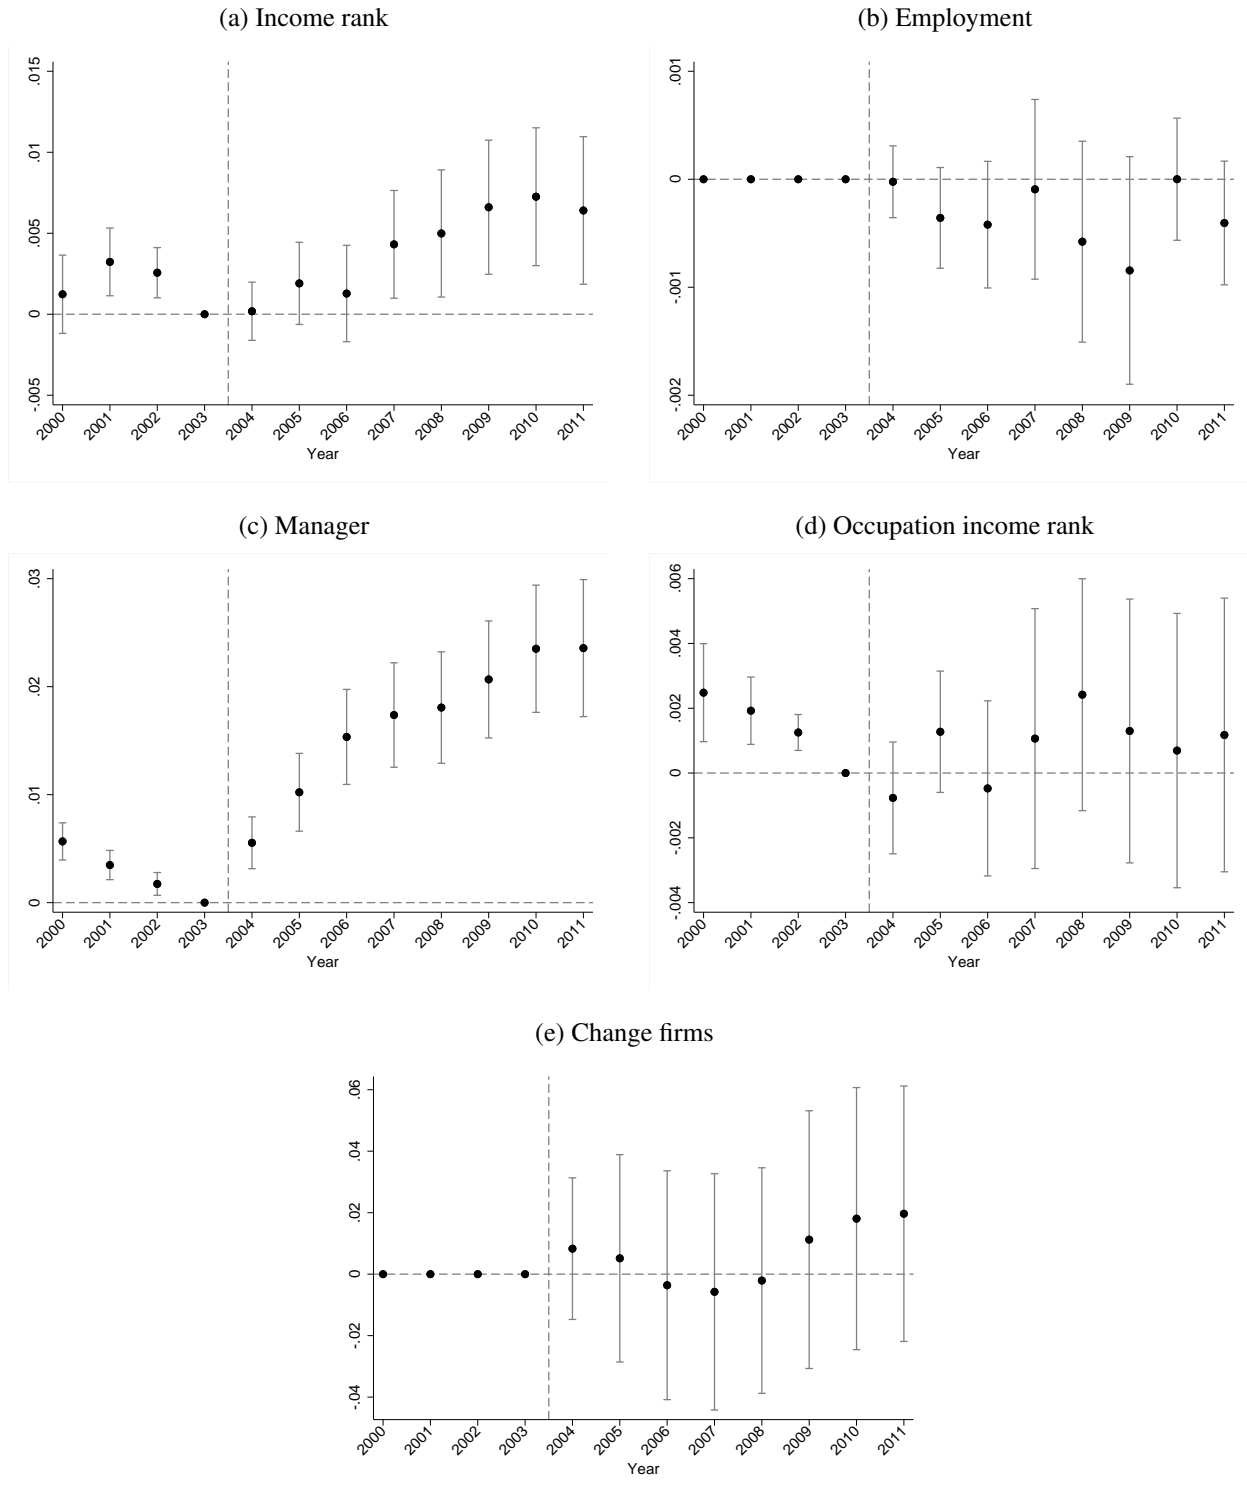 (a) Income rank
.015
.01
.005
0
-.005
2000 2001 2002 2003 2004 2005 2006 2007 2008 2009 2010 2011
Year
(b) Employment
.001
0
-.001
-.002
2000 2001 2002 2003 2004 2005 2006 2007 2008 2009 2010 2011
Year
(c) Manager
.03
.02
.01
0
2000 2001 2002 2003 2004 2005 2006 2007 2008 2009 2010 2011
Year
(d) Occupation income rank
.006
.004
.002
0
-.002
-.004
2000 2001 2002 2003 2004 2005 2006 2007 2008 2009 2010 2011
Year
(e) Change firms
.06
.04
.02
0
-.02
-.04
2000 2001 2002 2003 2004 2005 2006 2007 2008 2009 2010 2011
Year